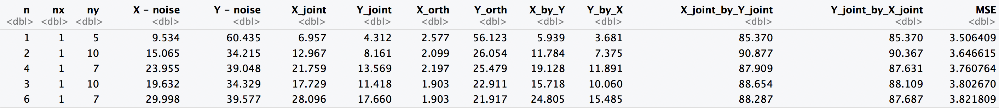 n nx ny X – noise Y – noise X_joint Y_joint X_orth Y_orth X_by_Y Y_by_X X_joint_by_Y_joint Y_joint_by_X_joint MSE
<dbl> <dbl> <dbl> <dbl> <dbl> <dbl> <dbl> <dbl> <dbl> <dbl> <dbl> <dbl> <dbl> <dbl>
1 1 5 9.534 60.435 6.957 4.312 2.577 56.123 5.939 3.681 85.370 85.370 3.506409
2 1 10 15.065 34.215 12.967 8.161 2.099 26.054 11.784 7.375 90.877 90.367 3.646615
4 1 7 23.955 39.048 21.759 13.569 2.197 25.479 19.128 11.891 87.909 87.631 3.760764
3 1 10 19.632 34.329 17.729 11.418 1.903 22.911 15.718 10.060 88.654 88.109 3.802670
6 1 7 29.998 39.577 28.096 17.660 1.903 21.917 24.805 15.485 88.287 87.687 3.821809